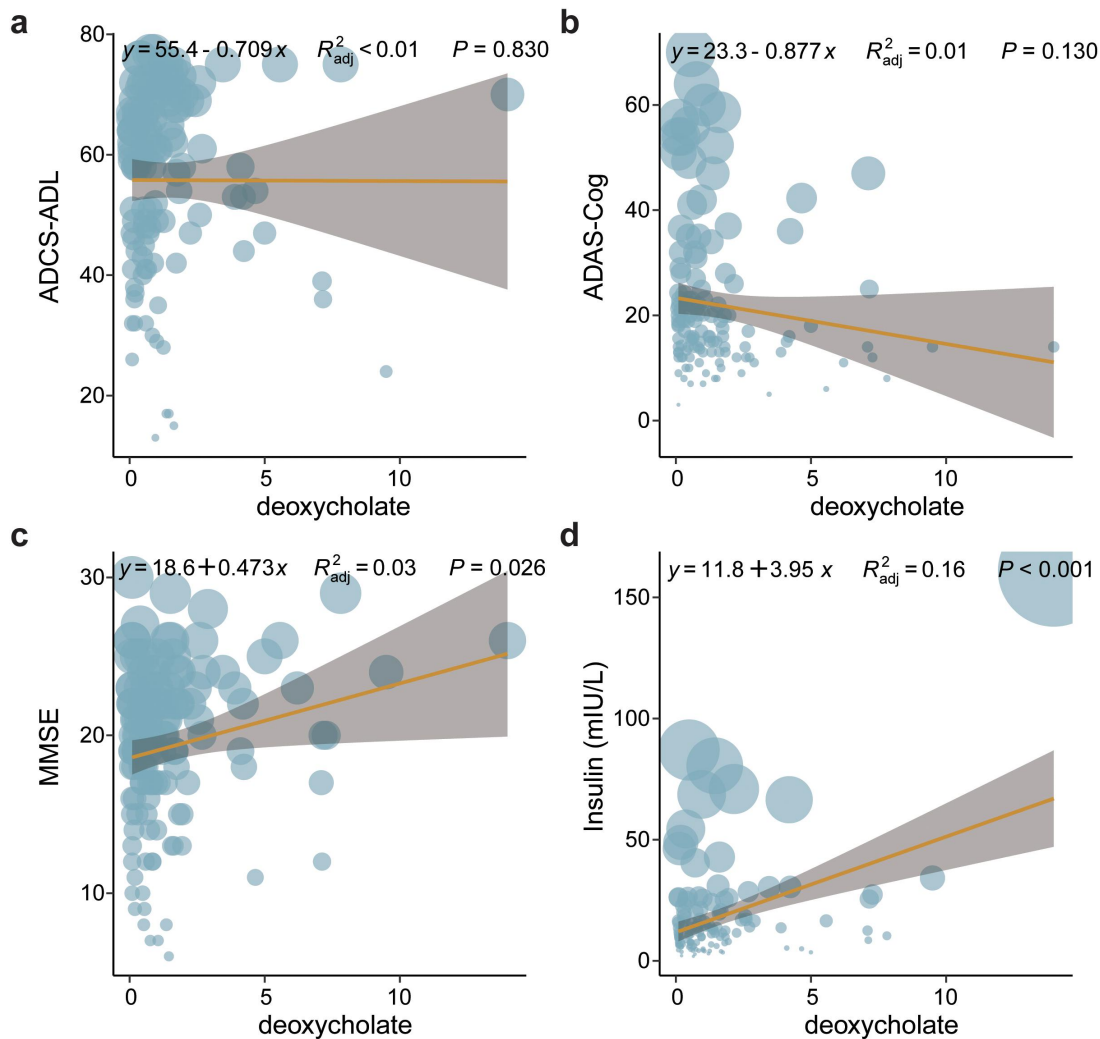 a
y = 55.4 - 0.709 x R²adj < 0.01 P = 0.830
80
60
40
20
ADCS-ADL
0 5 10
deoxycholate
b
y = 23.3 - 0.877 x R²adj = 0.01 P = 0.130
60
40
20
0
ADAS-Cog
0 5 10
deoxycholate
c
y = 18.6 + 0.473 x R²adj = 0.03 P = 0.026
30
20
10
MMSE
0 5 10
deoxycholate
d
y = 11.8 + 3.95 x R²adj = 0.16 P < 0.001
150
100
50
0
Insulin (mIU/L)
0 5 10
deoxycholate